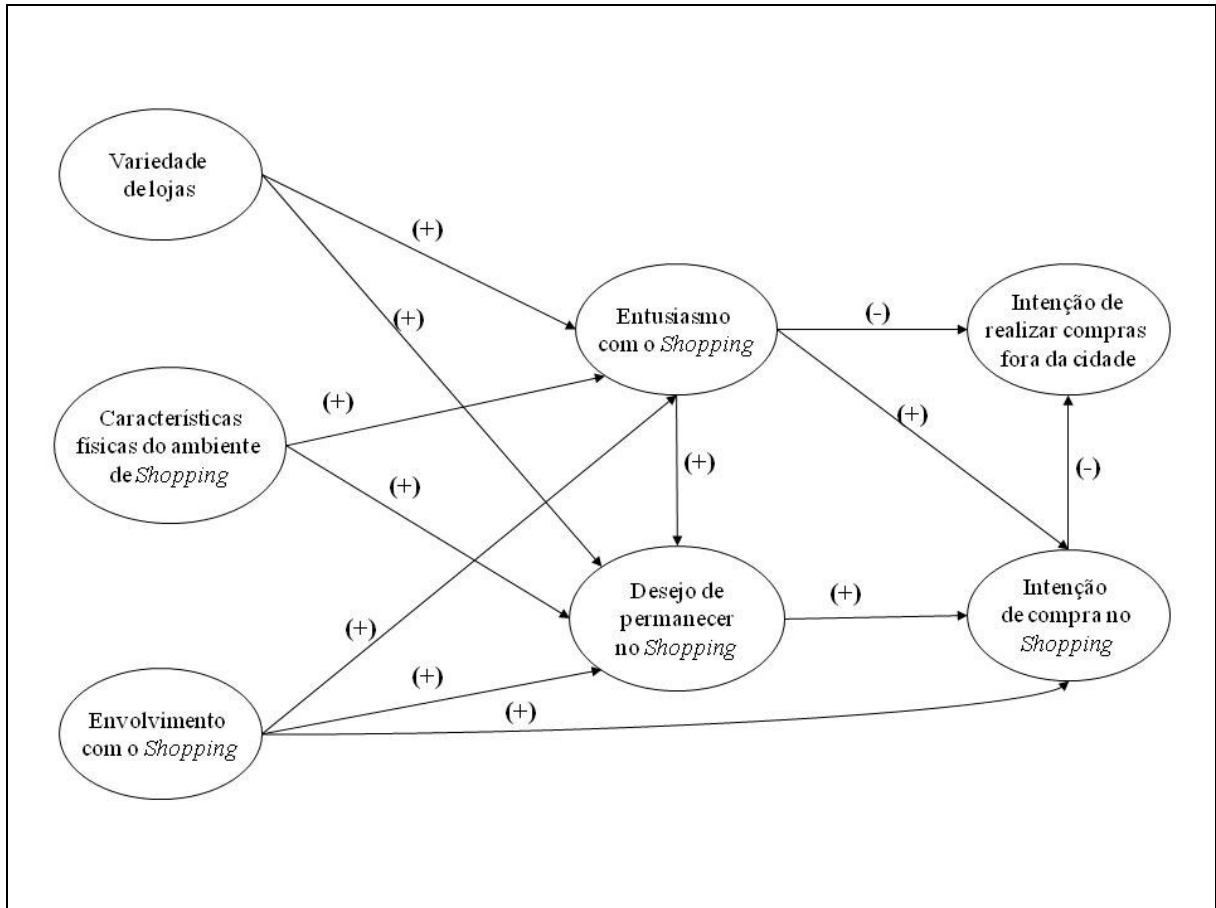 Variedade
de lojas
(+)
(+)
Entusiasmo
com o Shopping
(-)
Intenção de
realizar compras
fora da cidade
Características
físicas do ambiente
de Shopping
(+)
(+)
(+)
(+)
(-)
Desejo de
permanecer
no Shopping
(+)
Intenção
de compra no
Shopping
(+)
Envolvimento
com o Shopping
(+)
(+)